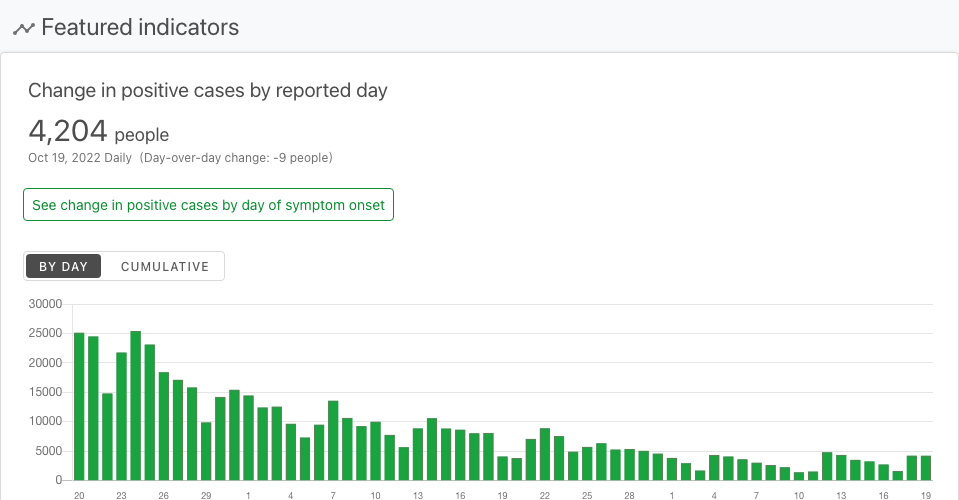 Featured indicators
Change in positive cases by reported day
4,204 people
Oct 19, 2022 Daily (Day-over-day change: -9 people)
See change in positive cases by day of symptom onset
BY DAY CUMULATIVE
30000
25000
20000
15000
10000
5000
0
20 23 26 29 1 4 7 10 13 16 19 22 25 28 1 4 7 10 13 16 19